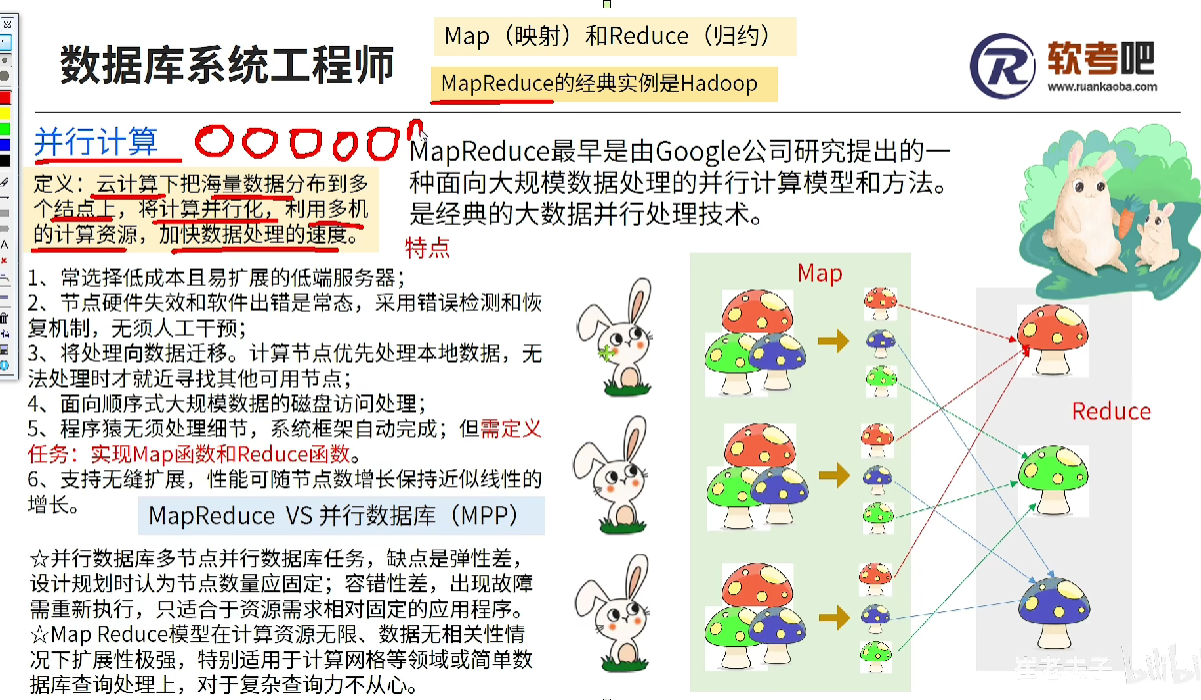 Map（映射）和Reduce（归约）
数据库系统工程师
MapReduce的经典实例是Hadoop
软考吧
www.ruankaoba.com
并行计算
定义：云计算下把海量数据分布到多
个结点上，将计算并行化，利用多机
的计算资源，加快数据处理的速度。
MapReduce最早是由Google公司研究提出的一
种面向大规模数据处理的并行计算模型和方法。
是经典的大数据并行处理技术。
特点
1、常选择低成本且易扩展的低端服务器；
2、节点硬件失效和软件出错是常态，采用错误检测和恢
复机制，无须人工干预；
3、将处理向数据迁移。计算节点优先处理本地数据，无
法处理时才就近寻找其他可用节点；
4、面向顺序式大规模数据的磁盘访问处理；
5、程序猿无须处理细节，系统框架自动完成；但需定义
任务：实现Map函数和Reduce函数。
6、支持无缝扩展，性能可随节点数增长保持近似线性的
增长。
MapReduce VS 并行数据库（MPP）
☆并行数据库多节点并行数据库任务，缺点是弹性差，
设计规划时认为节点数量应固定；容错性差，出现故障
需重新执行，只适合于资源需求相对固定的应用程序。
☆Map Reduce模型在计算资源无限、数据无相关性情
况下扩展性极强，特别适用于计算网格等领域或简单数
据库查询处理上，对于复杂查询力不从心。
Map
Reduce
崔老夫子 bilibili